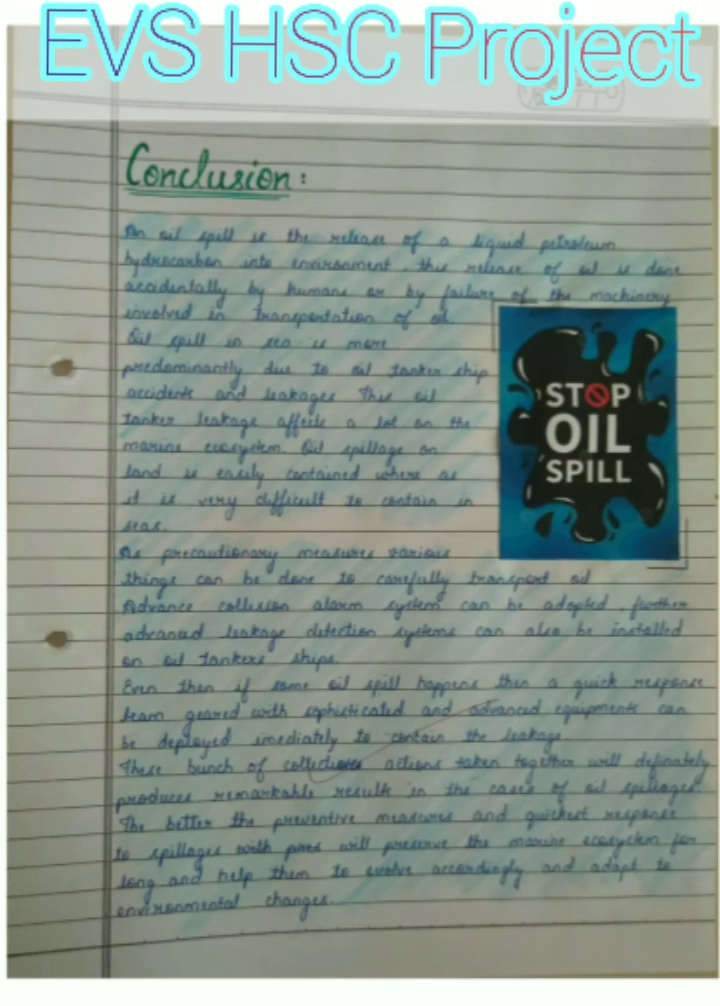 EVS HSC Project
Conclusion:
An oil spill is the release of a liquid petroleum
hydrocarbon into environment. this release of oil is done
accidentally by humans or by failure of the machinery
involved in transportation of oil.
Oil spill in sea is more
predominantly due to oil tanker ship
accidents and leakages This oil
tanker leakage affects a lot on the
marine ecosystem. Oil spillage on
land is easily contained where as
it is very difficult to contain in
seas.
STOP
OIL
SPILL
As precautionary measures various
things can be done to carefully transport oil
Advance collision alarm system can be adopted. further
advanced leakage detection systems can also be installed
on oil tankers ships.
Even then if some oil spill happens then a quick response
team geared with sophisticated and advanced equipments can
be deployed imediately to contain the leakage.
These bunch of actions taken together will definately
produces remarkable results in the cases of oil spillages.
The better the preventive measures and quickest response
to spillages with will preserve the marine ecosystem for
long and help them to evolve accordingly and adapt to
environmental changes.